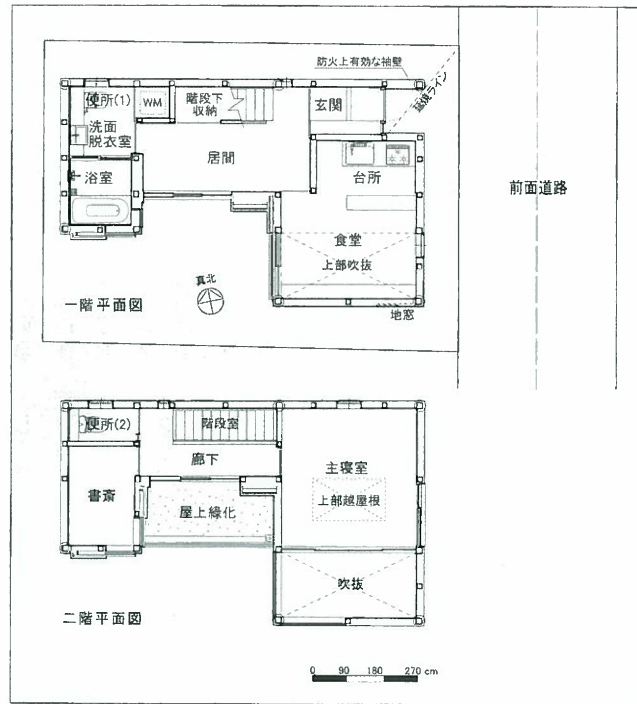 防火上有効な袖壁
延焼ライン
便所(1)
WM
階段下
収納
玄関
洗面
脱衣室
居間
台所
浴室
前面道路
食堂
上部吹抜
真北
一階平面図
地窓
便所(2)
階段室
廊下
主寝室
書斎
上部越屋根
屋上緑化
吹抜
二階平面図
0 90 180 270 cm